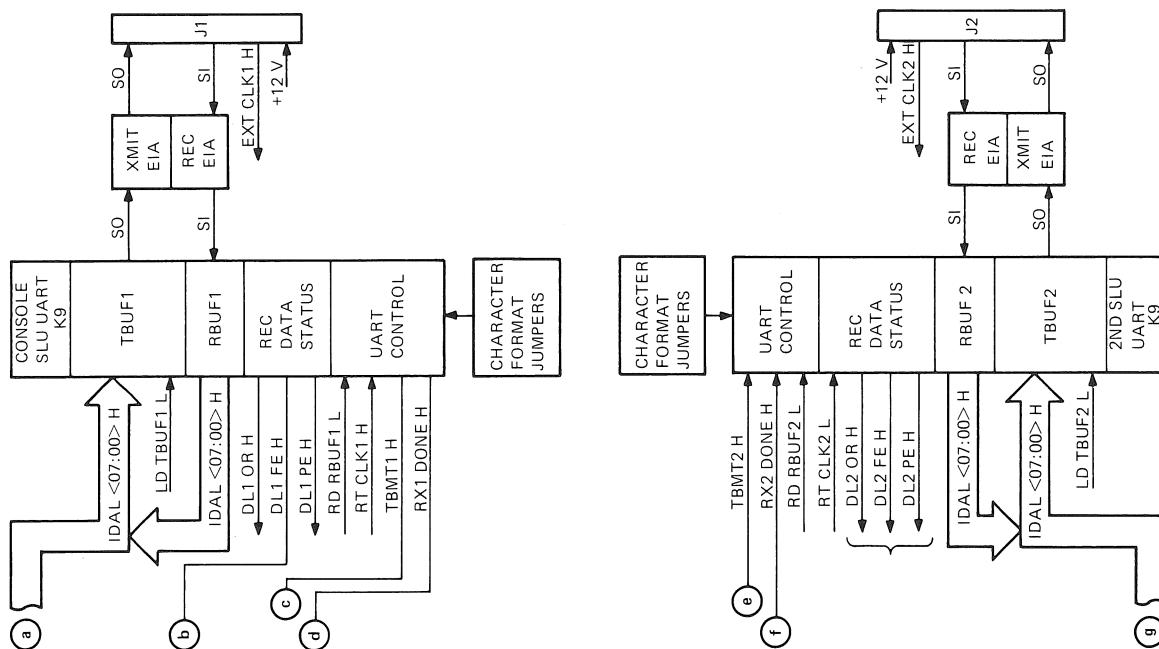 J1
SO
SI
EXT CLK1 H
+12 V
XMIT
EIA
REC
EIA
SO
SI
CONSOLE
SLU UART
K9
TBUF1
RBUF1
REC
DATA
STATUS
UART
CONTROL
CHARACTER
FORMAT
JUMPERS
IDAL <07:00> H
LD TBUF1 L
IDAL <07:00> H
DL1 OR H
DL1 FE H
DL1 PE H
RD RBUF1 L
RT CLK1 H
TBMT1 H
RX1 DONE H
a
b
c
d
J2
+12 V
EXT CLK2 H
SI
SO
REC
EIA
XMIT
EIA
SI
SO
CHARACTER
FORMAT
JUMPERS
UART
CONTROL
REC
DATA
STATUS
RBUF 2
TBUF2
2ND SLU
UART
K9
TBMT2 H
RX2 DONE H
RD RBUF2 L
RT CLK2 L
DL2 OR H
DL2 FE H
DL2 PE H
IDAL <07:00> H
IDAL <07:00> H
LD TBUF2 L
e
f
g